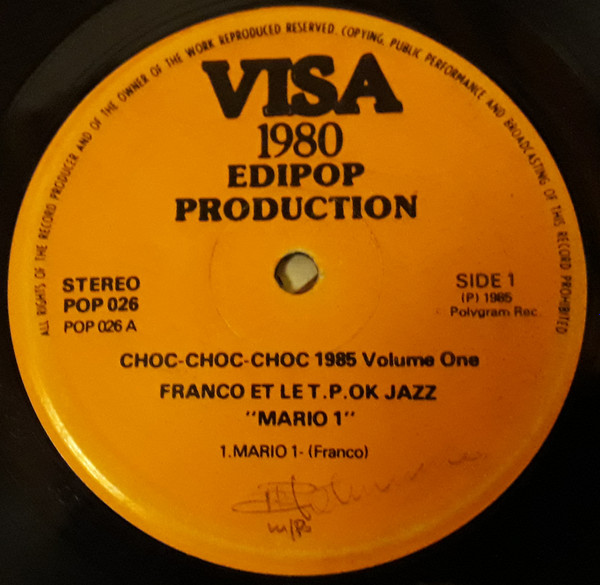 ALL RIGHTS OF THE RECORD PRODUCER AND OF THE OWNER OF THE WORK REPRODUCED RESERVED. COPYING, PUBLIC PERFORMANCE AND BROADCASTING OF THIS RECORD PROHIBITED
VISA
1980
EDIPOP
PRODUCTION
STEREO
POP 026
POP 026 A
SIDE 1
(P) 1985
Polvgram Rec.
CHOC-CHOC-CHOC 1985 Volume One
FRANCO ET LE T.P.OK JAZZ
"MARIO 1"
1.MARIO 1- (Franco)